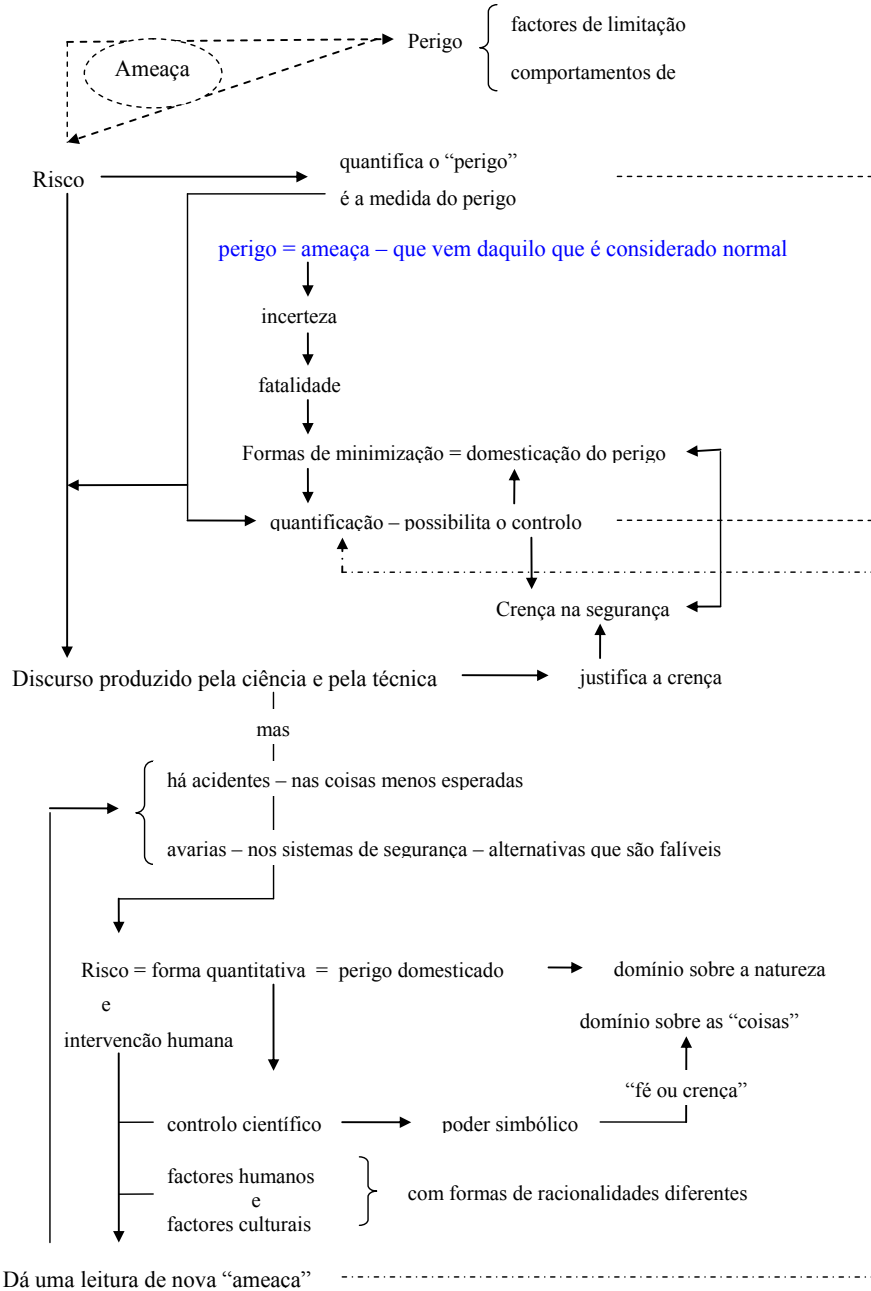 factores de limitação
Perigo
comportamentos de
Ameaça
Risco
quantifica o “perigo”
é a medida do perigo
perigo = ameaça – que vem daquilo que é considerado normal
incerteza
fatalidade
Formas de minimização = domesticação do perigo
quantificação – possibilita o controlo
Crença na segurança
Discurso produzido pela ciência e pela técnica
justifica a crença
mas
há acidentes – nas coisas menos esperadas
avarias – nos sistemas de segurança – alternativas que são falíveis
Risco = forma quantitativa = perigo domesticado
domínio sobre a natureza
e
intervenção humana
domínio sobre as “coisas”
“fé ou crença”
controlo científico
poder simbólico
factores humanos
e
factores culturais
com formas de racionalidades diferentes
Dá uma leitura de nova “ameaça”